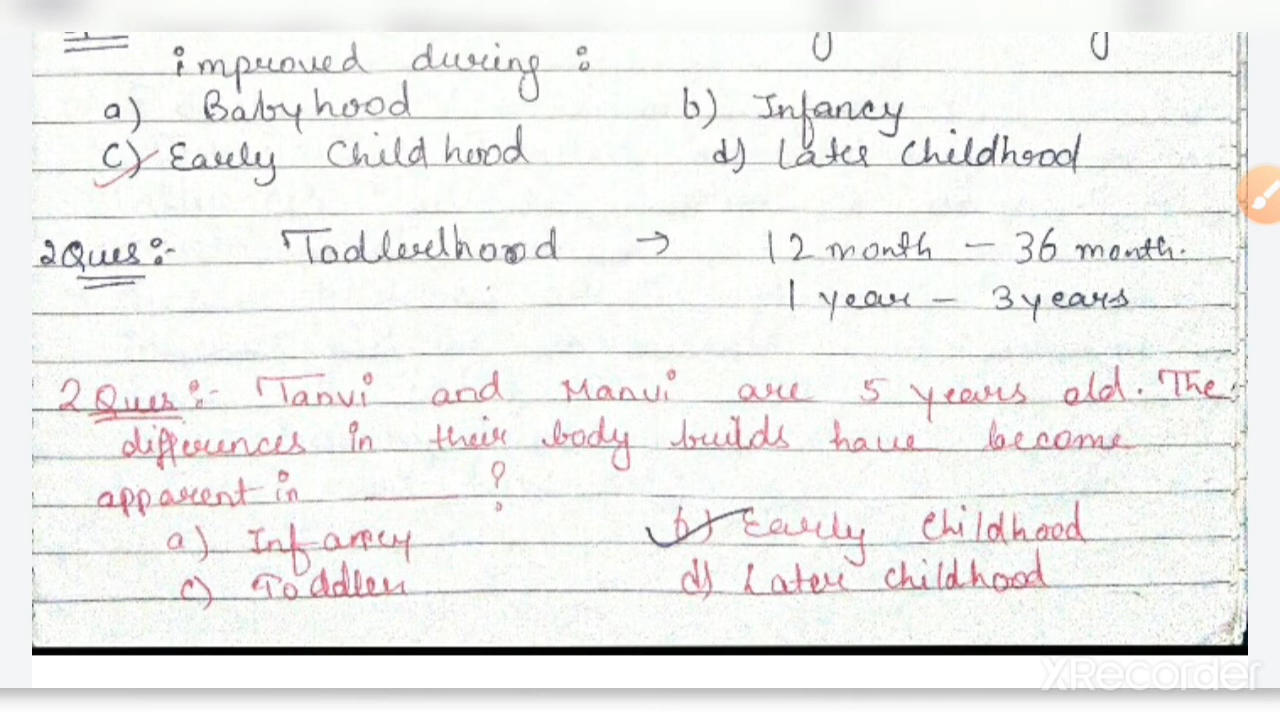 improved during :
a) Babyhood b) Infancy
c) Early Childhood d) Later Childhood
2Ques:- Todlerlhood → 12 month - 36 month.
1 year - 3 years
2 Ques:- Tanvi and Manvi are 5 years old. The
differences in their body builds have become
apparent in ______ ?
a) Infancy b) Early Childhood
c) Toddler d) Later childhood
XRecorder